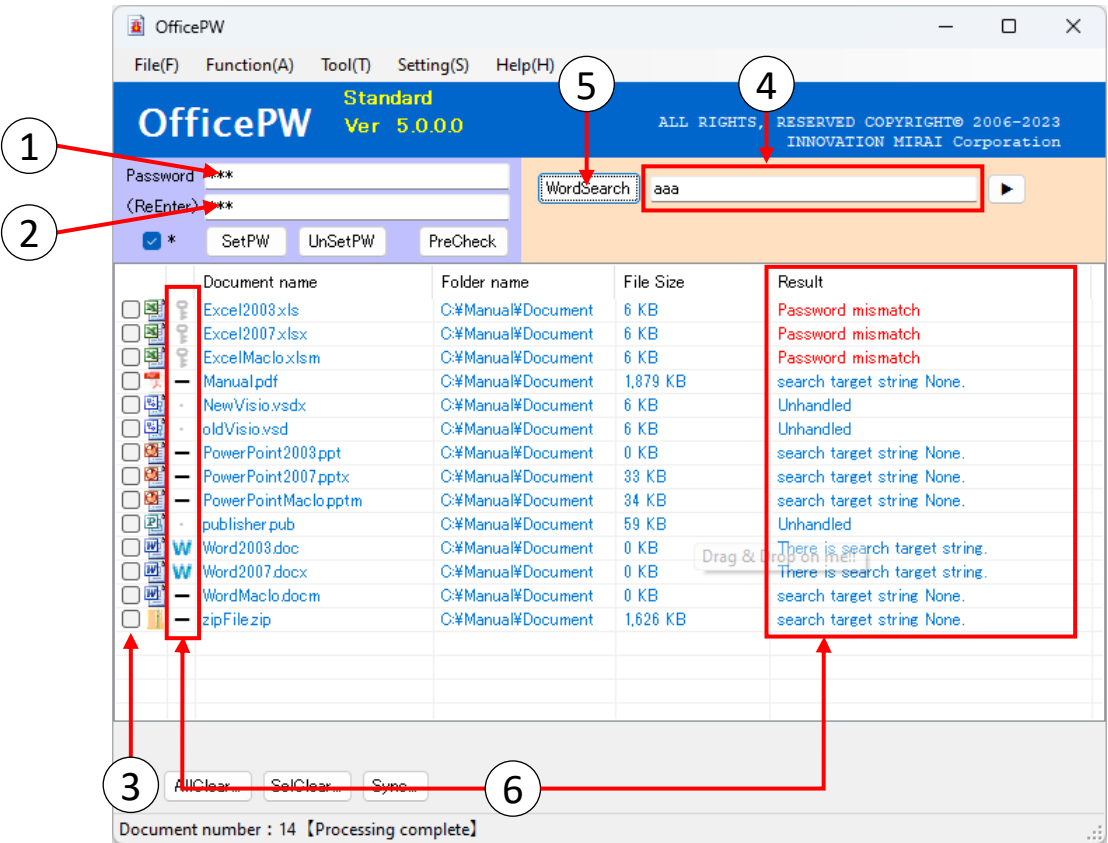 OfficePW
File(F) Function(A) Tool(T) Setting(S) Help(H)
5
4
OfficePW
Standard
Ver 5.0.0.0
ALL RIGHTS, RESERVED COPYRIGHT© 2006-2023
INNOVATION MIRAI Corporation
1
Password ***
WordSearch aaa ▶
2
(ReEnter) ***
* SetPW UnSetPW PreCheck
Document name Folder name File Size Result
Excel2003.xls C:¥Manual¥Document 6 KB Password mismatch
Excel2007.xlsx C:¥Manual¥Document 6 KB Password mismatch
ExcelMaclo.xlsm C:¥Manual¥Document 6 KB Password mismatch
Manual.pdf C:¥Manual¥Document 1,879 KB search target string None.
NewVisio.vsdx C:¥Manual¥Document 6 KB Unhandled
oldVisio.vsd C:¥Manual¥Document 6 KB Unhandled
PowerPoint2003.ppt C:¥Manual¥Document 0 KB search target string None.
PowerPoint2007.pptx C:¥Manual¥Document 33 KB search target string None.
PowerPointMaclo.pptm C:¥Manual¥Document 34 KB search target string None.
publisher.pub C:¥Manual¥Document 59 KB Unhandled
W Word2003.doc C:¥Manual¥Document 0 KB There is search target string.
Drag & Drop on me!!
W Word2007.docx C:¥Manual¥Document 0 KB There is search target string.
WordMaclo.docm C:¥Manual¥Document 0 KB search target string None.
zipFile.zip C:¥Manual¥Document 1,626 KB search target string None.
3
AllClear... SelClear... Sync...
6
Document number：14【Processing complete】